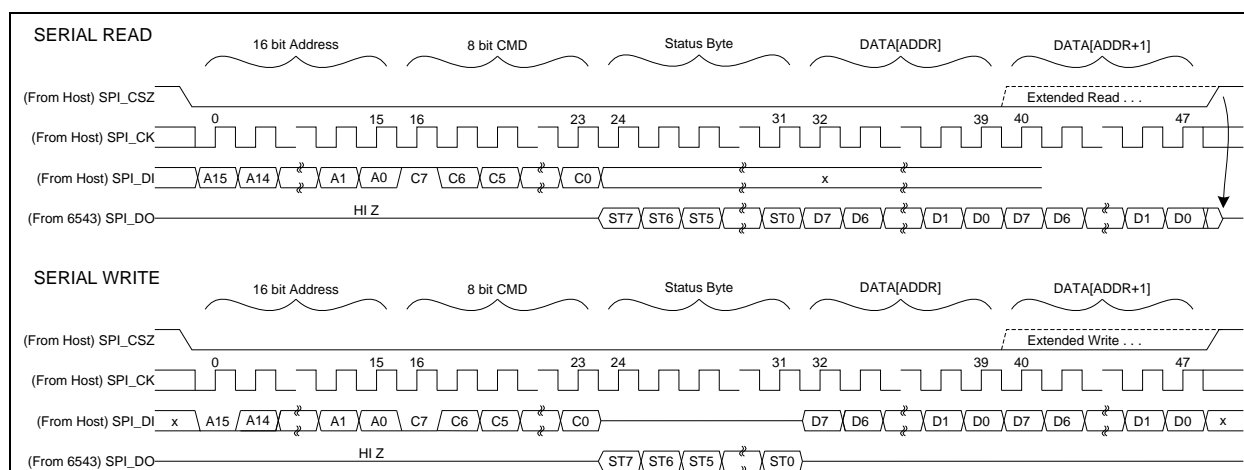 SERIAL READ
16 bit Address 8 bit CMD Status Byte DATA[ADDR] DATA[ADDR+1]
(From Host) SPI_CSZ Extended Read . . .
0 15 16 23 24 31 32 39 40 47
(From Host) SPI_CK
(From Host) SPI_DI A15 A14 A1 A0 C7 C6 C5 C0 x
(From 6543) SPI_DO HI Z ST7 ST6 ST5 ST0 D7 D6 D1 D0 D7 D6 D1 D0
SERIAL WRITE
16 bit Address 8 bit CMD Status Byte DATA[ADDR] DATA[ADDR+1]
(From Host) SPI_CSZ Extended Write . . .
0 15 16 23 24 31 32 39 40 47
(From Host) SPI_CK
(From Host) SPI_DI x A15 A14 A1 A0 C7 C6 C5 C0 D7 D6 D1 D0 D7 D6 D1 D0 x
(From 6543) SPI_DO HI Z ST7 ST6 ST5 ST0